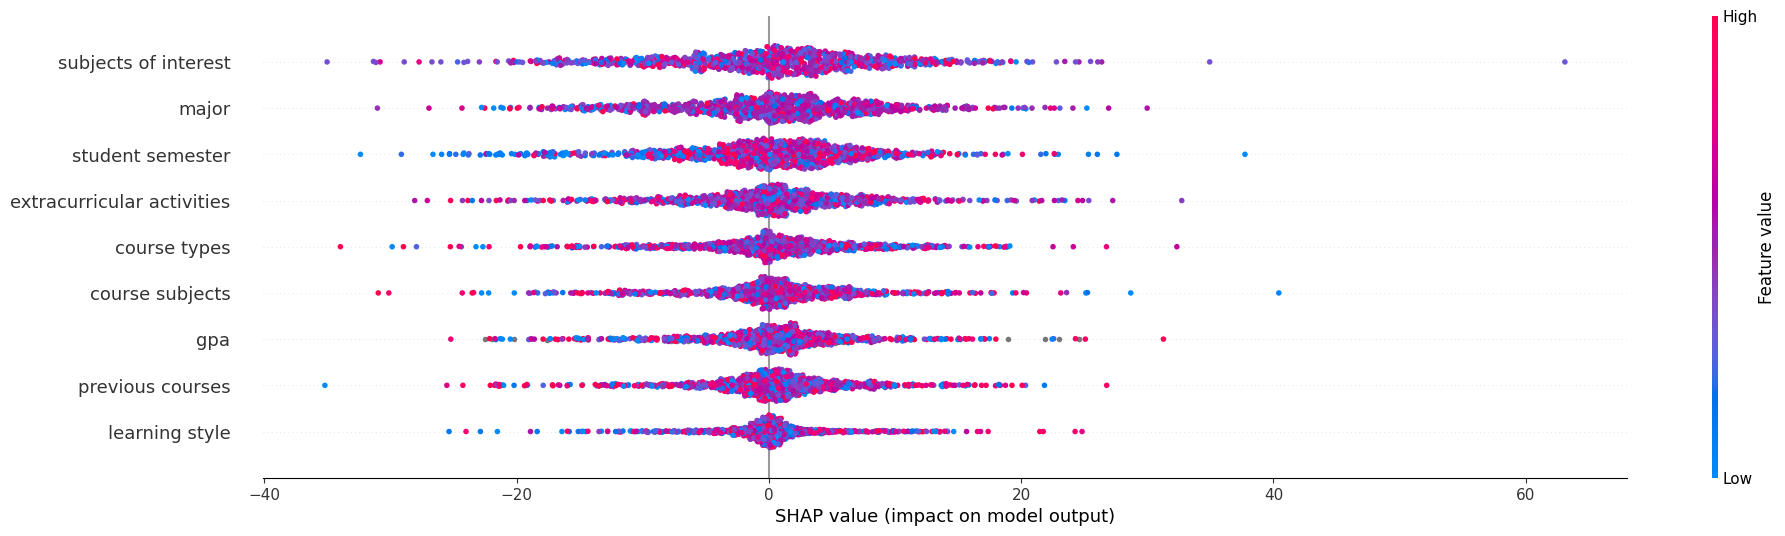 High
subjects of interest
major
student semester
extracurricular activities
course types
course subjects
gpa
previous courses
learning style
Feature value
Low
−40 −20 0 20 40 60
SHAP value (impact on model output)